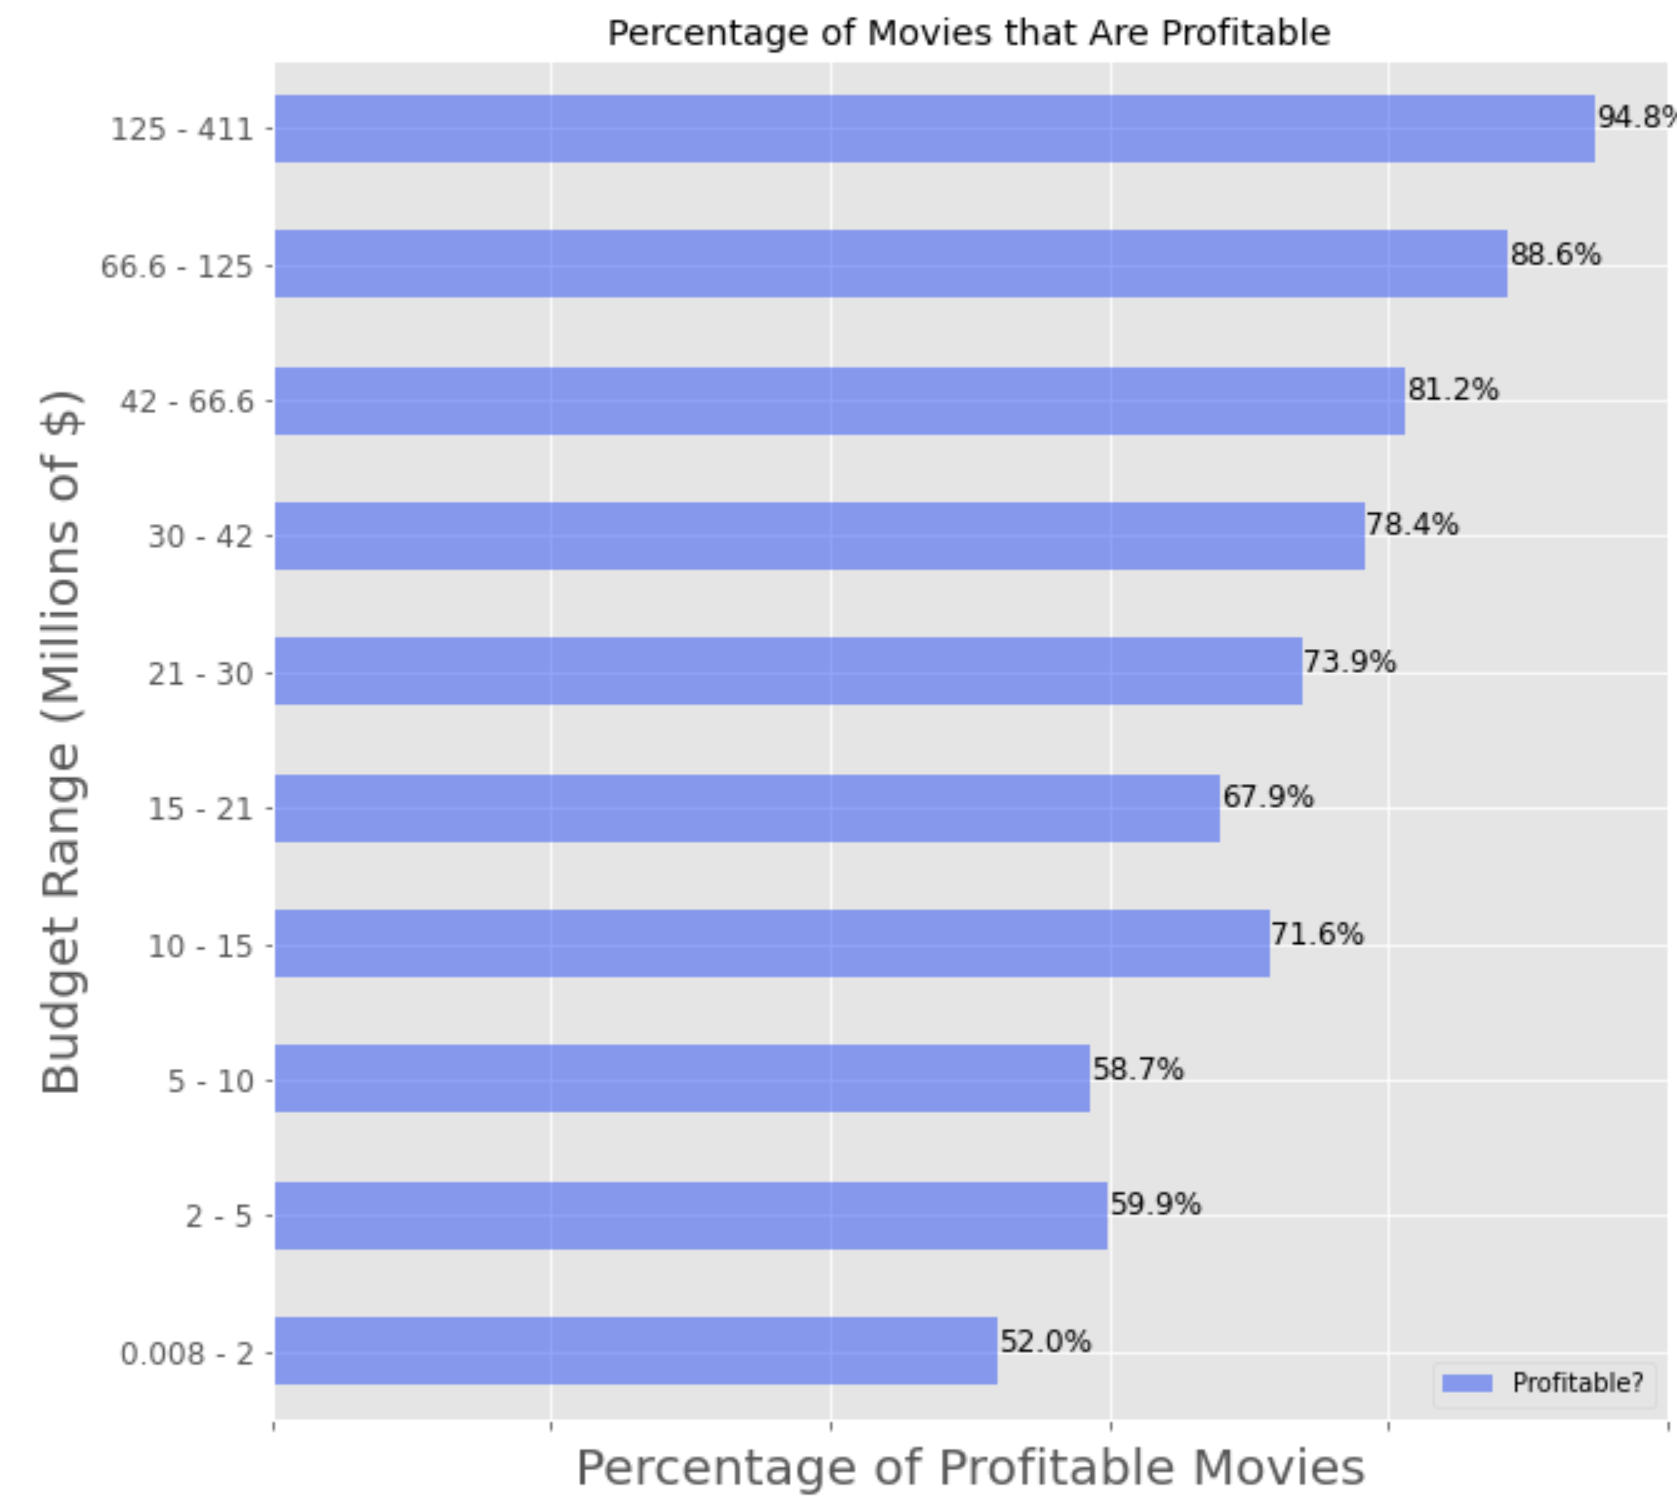 Percentage of Movies that Are Profitable
Budget Range (Millions of $)
125 - 411
94.8%
66.6 - 125
88.6%
42 - 66.6
81.2%
30 - 42
78.4%
21 - 30
73.9%
15 - 21
67.9%
10 - 15
71.6%
5 - 10
58.7%
2 - 5
59.9%
0.008 - 2
52.0%
Profitable?
Percentage of Profitable Movies